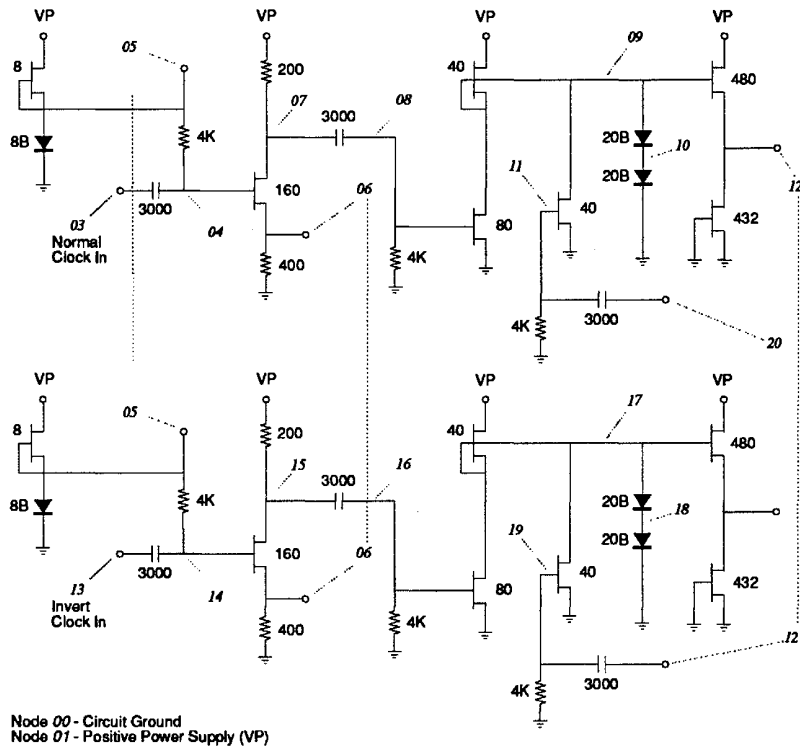 VP VP VP VP
05 09
8 200 40 480
07 08
3000
8B 4K 20B
11 10
20B 12
160 06
03 3000 04 40 432
Normal
Clock In
80
400 4K
4K 3000 20
VP VP VP VP
05 17
8 200 40 480
15 16
3000
8B 4K 20B
19 18
20B
160 06
13 3000 14 40 432
Invert
Clock In
80
400 4K
12
4K 3000
Node 00 - Circuit Ground
Node 01 - Positive Power Supply (VP)